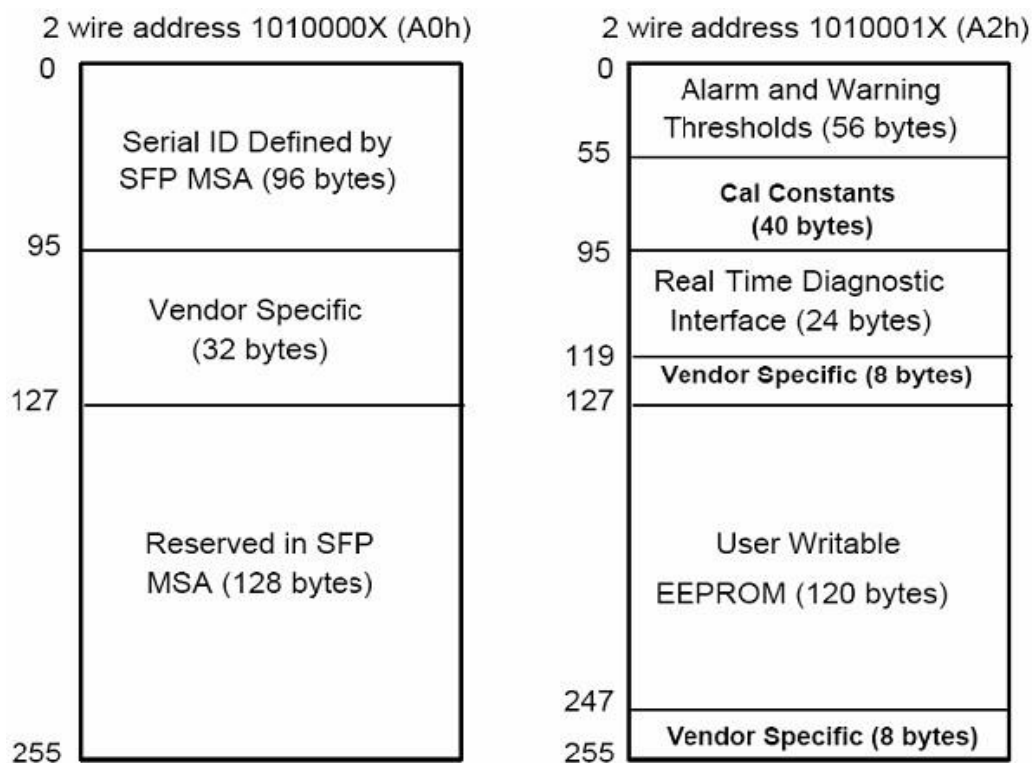 2 wire address 1010000X (A0h)
0
Serial ID Defined by
SFP MSA (96 bytes)
95
Vendor Specific
(32 bytes)
127
Reserved in SFP
MSA (128 bytes)
255
2 wire address 1010001X (A2h)
0
Alarm and Warning
Thresholds (56 bytes)
55
Cal Constants
(40 bytes)
95
Real Time Diagnostic
Interface (24 bytes)
119
Vendor Specific (8 bytes)
127
User Writable
EEPROM (120 bytes)
247
Vendor Specific (8 bytes)
255